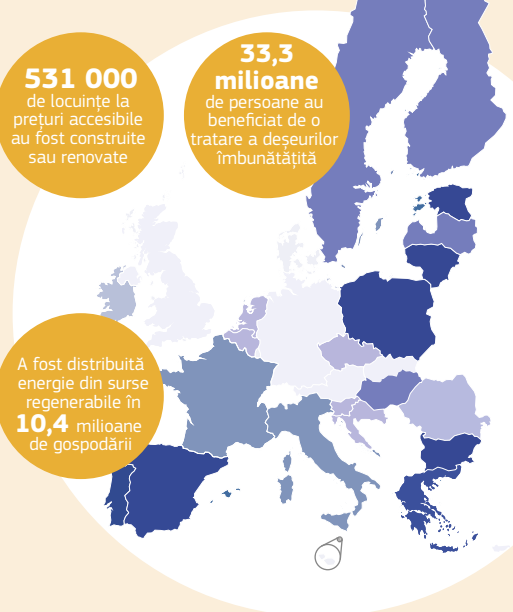 531 000
de locuințe la
prețuri accesibile
au fost construite
sau renovate
33,3
milioane
de persoane au
beneficiat de o
tratare a deșeurilor
îmbunătățită
A fost distribuită
energie din surse
regenerabile în
10,4 milioane
de gospodării